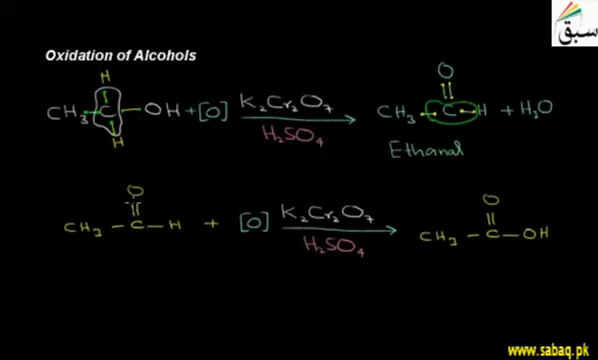 سبق
Oxidation of Alcohols
H
CH₃ – C – OH + [O] K₂Cr₂O₇ H₂SO₄ → CH₃ – C – H + H₂O
H
O
Ethanal
O
CH₃ – C – H + [O] K₂Cr₂O₇ H₂SO₄ → CH₃ – C – OH
O
www.sabaq.pk